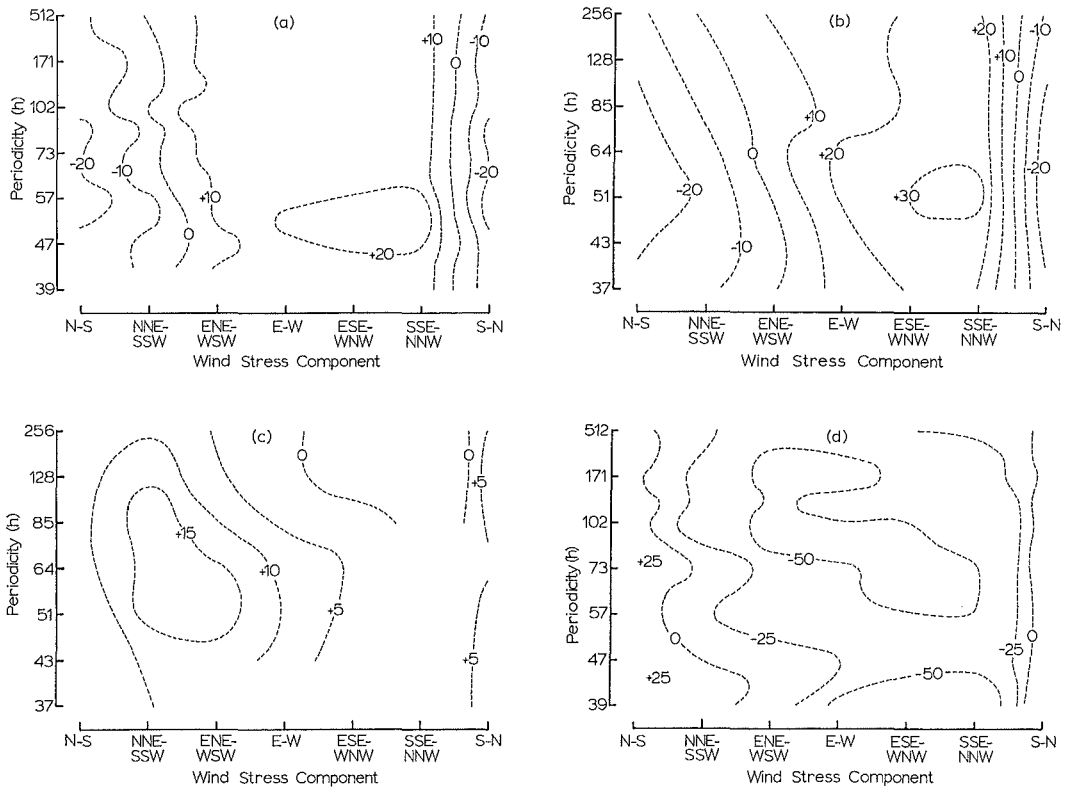 (a)
512
171
102
73
57
47
39
Periodicity (h)
+10
-10
0
-20
-10
-20
+10
0
+20
N-S
NNE-
SSW
ENE-
WSW
E-W
ESE-
WNW
SSE-
NNW
S-N
Wind Stress Component
(b)
256
128
85
64
51
43
37
Periodicity (h)
+20
-10
+10
0
+10
0
+20
-20
-20
+30
-10
N-S
NNE-
SSW
ENE-
WSW
E-W
ESE-
WNW
SSE-
NNW
S-N
Wind Stress Component
(c)
256
128
85
64
51
43
37
Periodicity (h)
0
0
+5
+15
+10
+5
+5
N-S
NNE-
SSW
ENE-
WSW
E-W
ESE-
WNW
SSE-
NNW
S-N
Wind Stress Component
(d)
512
171
102
73
57
47
39
Periodicity (h)
+25
-50
0
-25
0
-25
+25
-50
N-S
NNE-
SSW
ENE-
WSW
E-W
ESE-
WNW
SSE-
NNW
S-N
Wind Stress Component